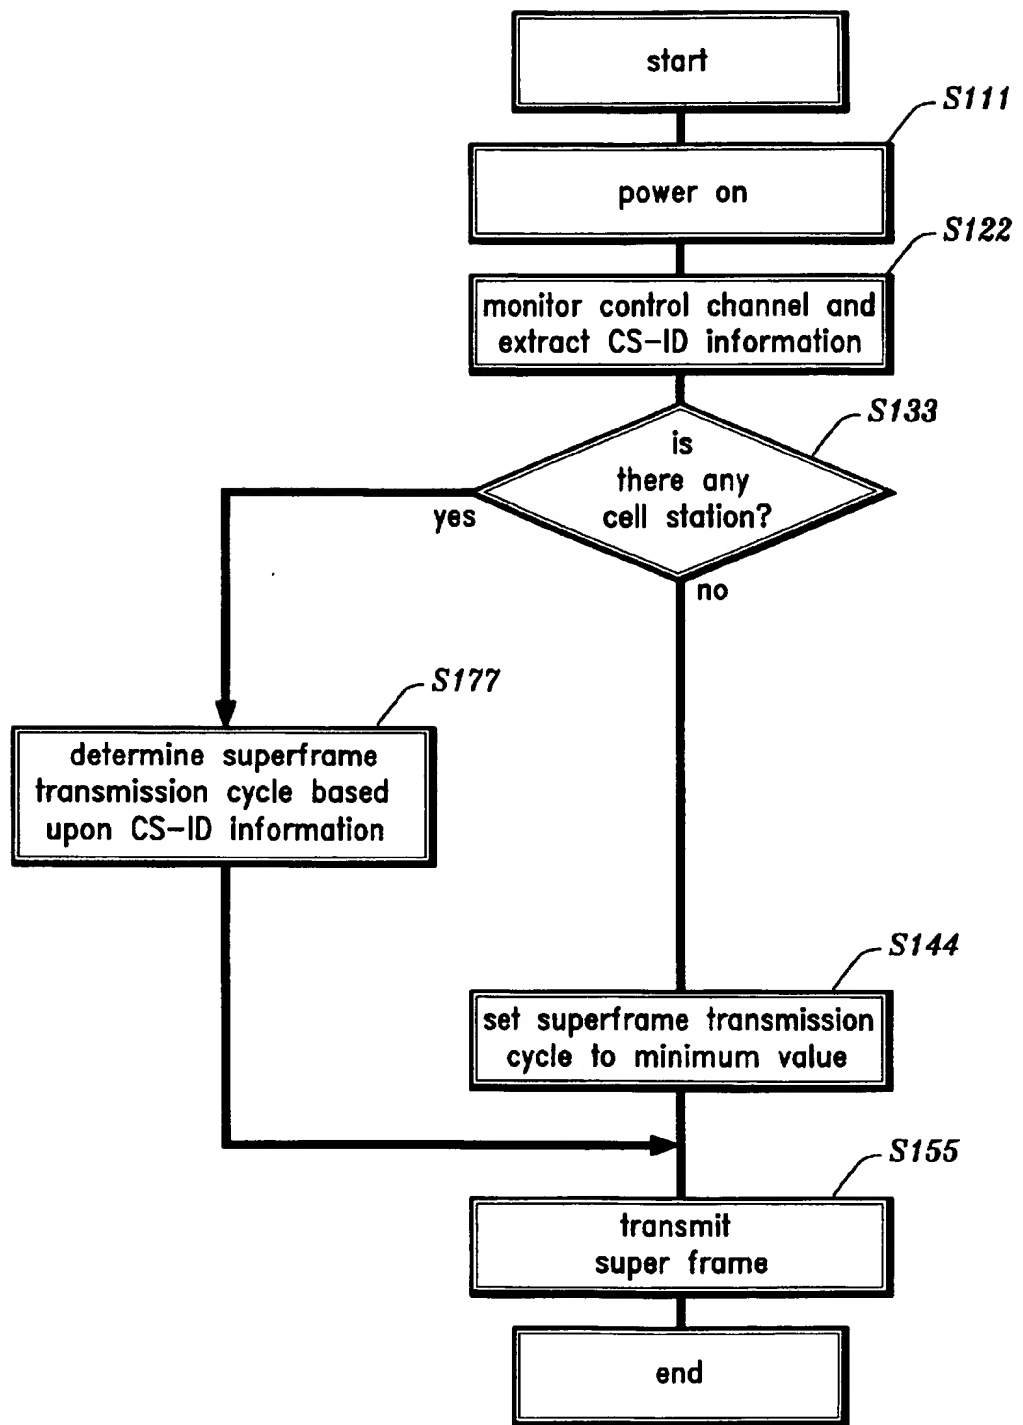 start
S111
power on
S122
monitor control channel and
extract CS-ID information
S133
is
there any
cell station?
yes
no
S177
determine superframe
transmission cycle based
upon CS-ID information
S144
set superframe transmission
cycle to minimum value
S155
transmit
super frame
end